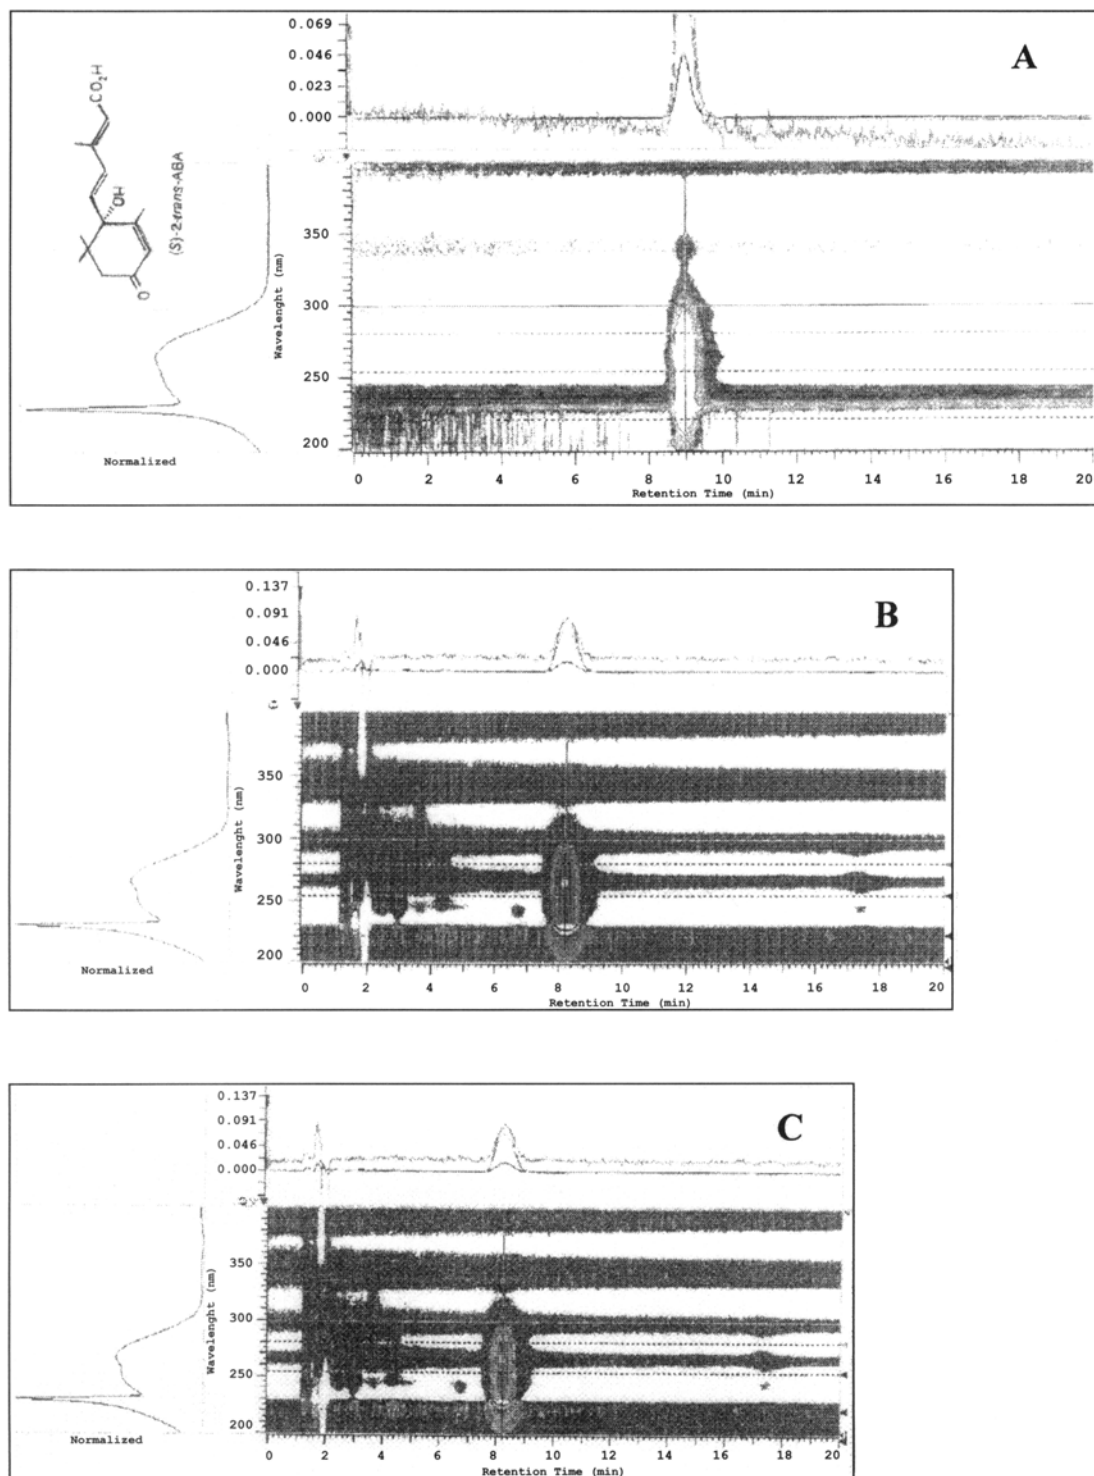 A
0.069
0.046
0.023
0.000
CO₂H
OH
O
(S)-2-trans-ABA
Wavelenght (nm)
350
300
250
200
Normalized
0 2 4 6 8 10 12 14 16 18 20
Retention Time (min)
B
0.137
0.091
0.046
0.000
Wavelenght (nm)
350
300
250
200
Normalized
0 2 4 6 8 10 12 14 16 18 20
Retention Time (min)
C
0.137
0.091
0.046
0.000
Wavelenght (nm)
350
300
250
200
Normalized
0 2 4 6 8 10 12 14 16 18 20
Retention Time (min)